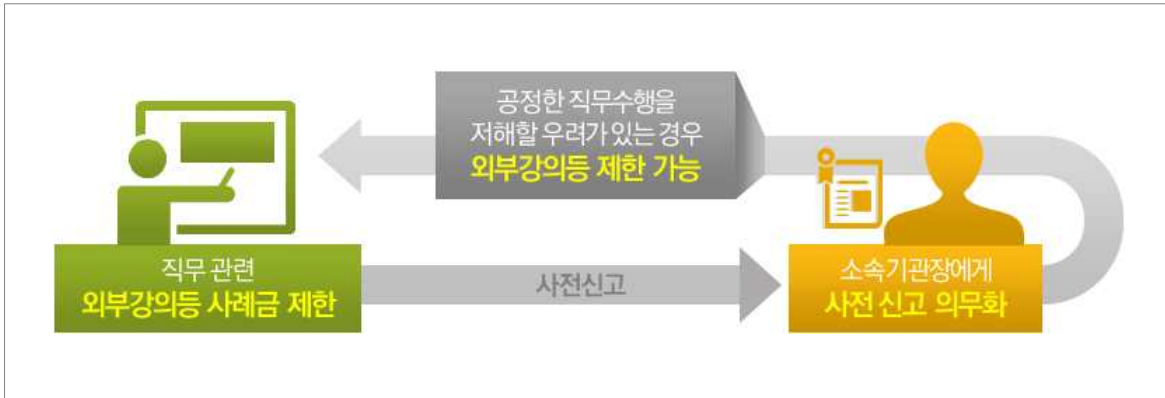 공정한 직무수행을
저해할 우려가 있는 경우
외부강의등 제한 가능
직무 관련
외부강의등 사례금 제한
사전신고
소속기관장에게
사전 신고 의무화